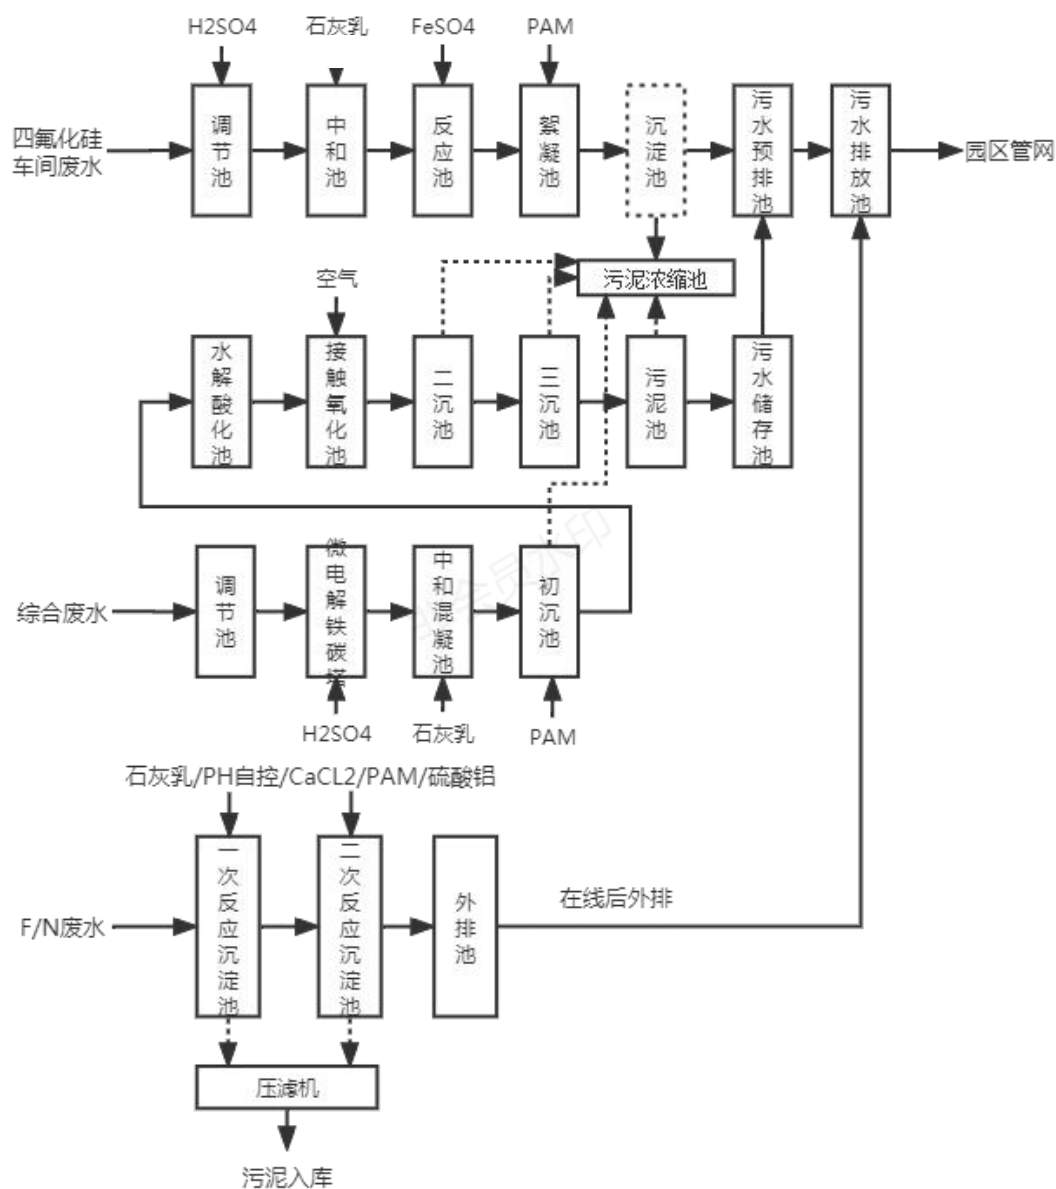 H2SO4
石灰乳
FeSO4
PAM
四氟化硅
车间废水
调节池
中和池
反应池
絮凝池
沉淀池
污水预排池
污水排放池
园区管网
污泥浓缩池
空气
水解酸化池
接触氧化池
二沉池
三沉池
污泥池
污水储存池
综合废水
调节池
微电解铁碳塔
中和混凝池
初沉池
H2SO4
石灰乳
PAM
石灰乳/PH自控/CaCL2/PAM/硫酸铝
F/N废水
一次反应沉淀池
二次反应沉淀池
外排池
在线后外排
压滤机
污泥入库
会员水印